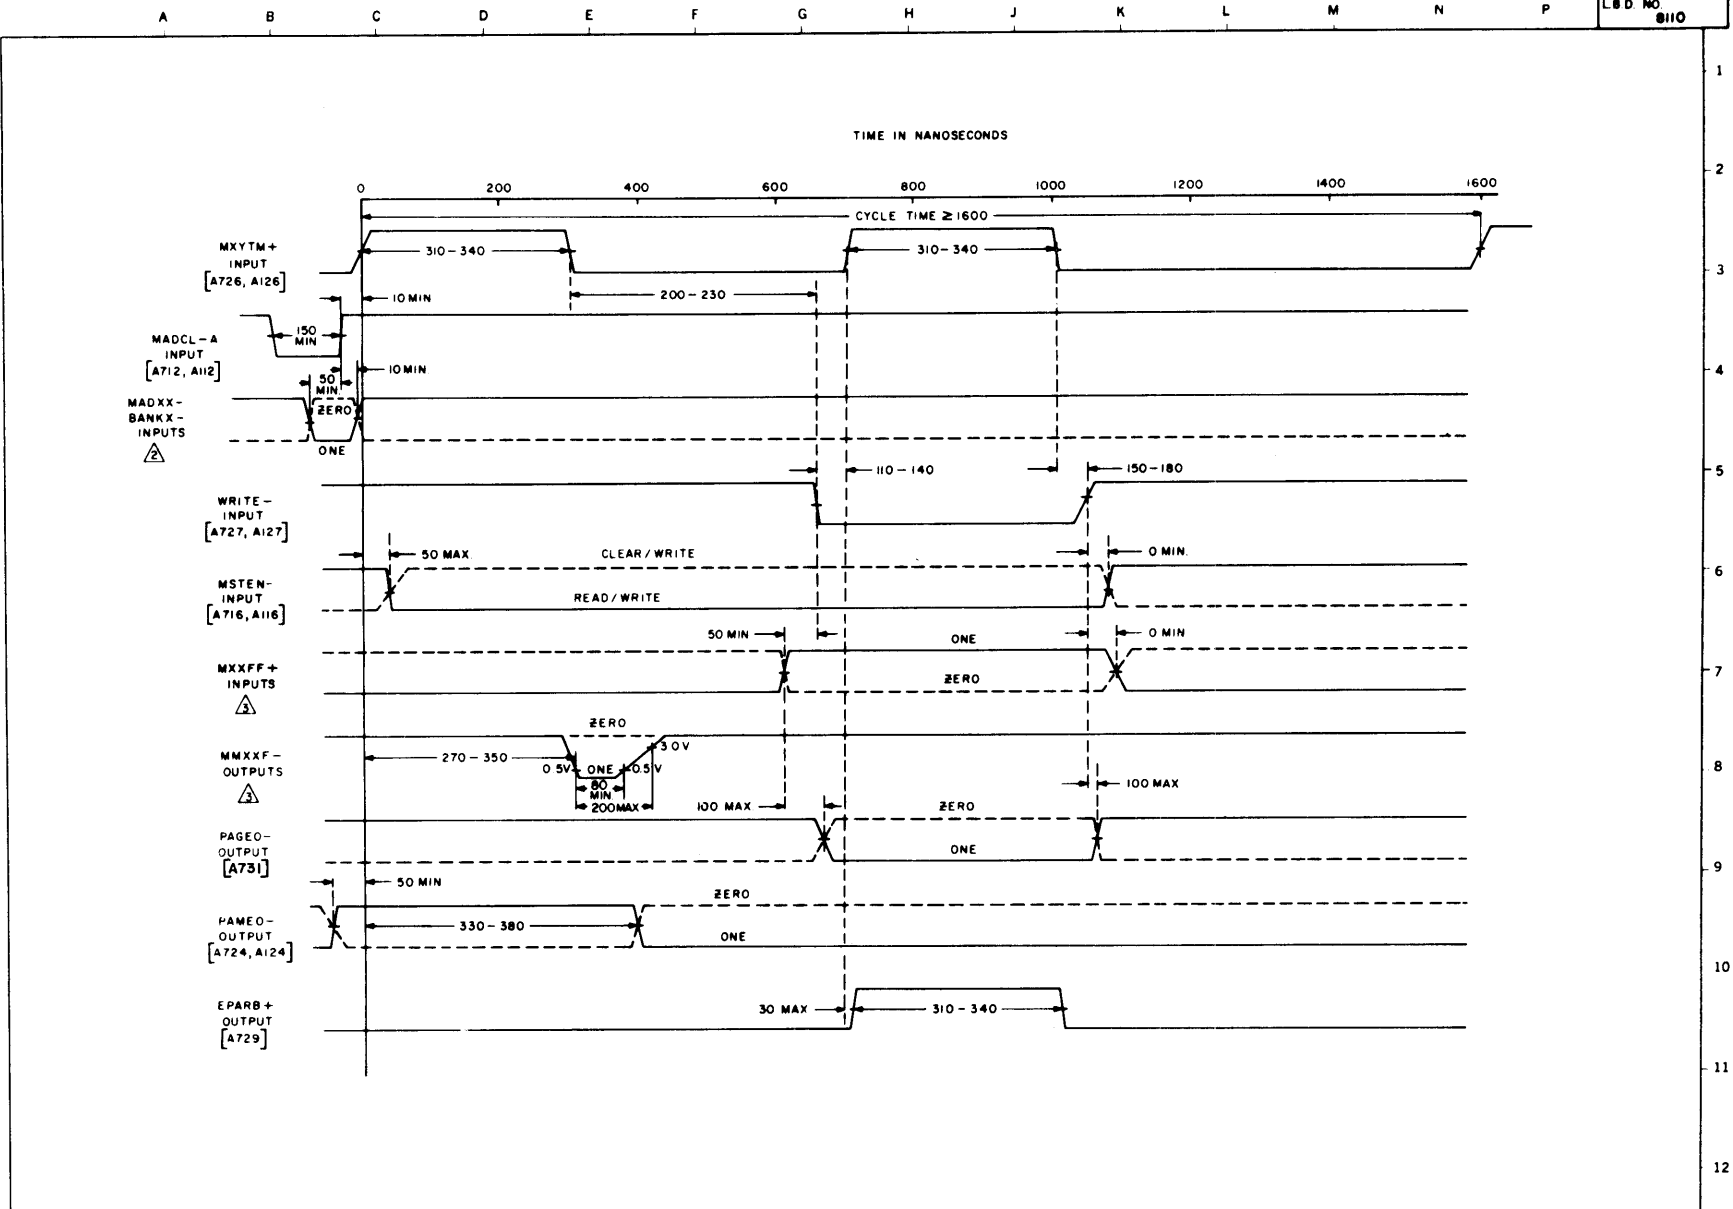 A B C D E F G H J K L M N P
L.B.D. NO.
8110
1
TIME IN NANOSECONDS
2
0 200 400 600 800 1000 1200 1400 1600
CYCLE TIME ≥ 1600
MXYTM+
INPUT
[A726, A126]
310-340
310-340
3
200-230
10 MIN
MADCL-A
INPUT
[A712, A112]
150
MIN
10 MIN
4
50
MIN.
MADXX-
BANKX-
INPUTS
2
ZERO
ONE
110-140
150-180
5
WRITE-
INPUT
[A727, A127]
50 MAX.
CLEAR/WRITE
0 MIN.
6
MSTEN-
INPUT
[A716, A116]
READ/WRITE
50 MIN
ONE
0 MIN
MXXFF+
INPUTS
3
ZERO
7
ZERO
MMXXF-
OUTPUTS
3
270-350
3.0V
0.5V
ONE
0.5V
80
MIN
200MAX
100 MAX
100 MAX
8
ZERO
PAGEO-
OUTPUT
[A731]
ONE
9
50 MIN
ZERO
PAMEO-
OUTPUT
[A724, A124]
330-380
ONE
10
EPARB+
OUTPUT
[A729]
30 MAX
310-340
11
12